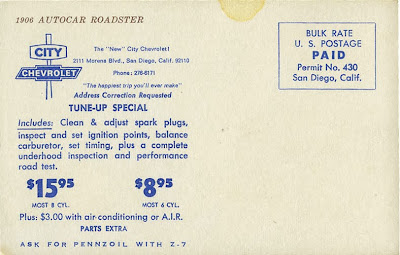 1906 AUTOCAR ROADSTER
CITY
CHEVROLET
The "New" City Chevrolet!
2111 Morena Blvd., San Diego, Calif. 92110
Phone: 276-6171
"The happiest trip you'll ever make"
Address Correction Requested
TUNE-UP SPECIAL
Includes: Clean & adjust spark plugs,
inspect and set ignition points, balance
carburetor, set timing, plus a complete
underhood inspection and performance
road test.
$15.95 $8.95
MOST 8 CYL. MOST 6 CYL.
Plus: $3.00 with air conditioning or A.I.R.
PARTS EXTRA
ASK FOR PENNZOIL WITH Z-7
BULK RATE
U. S. POSTAGE
PAID
Permit No. 430
San Diego, Calif.